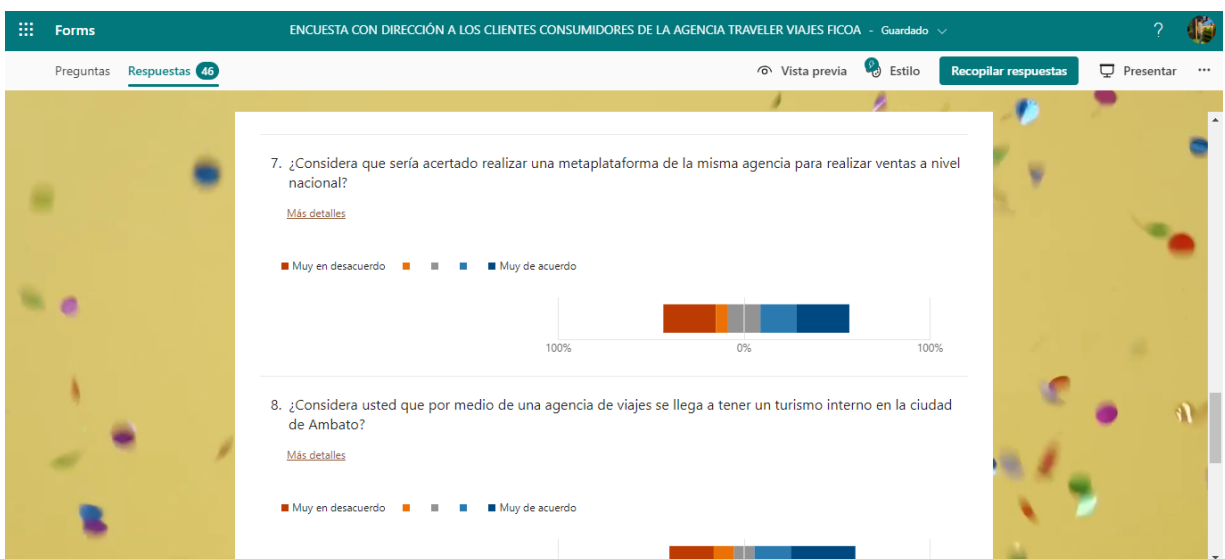 Forms
ENCUESTA CON DIRECCIÓN A LOS CLIENTES CONSUMIDORES DE LA AGENCIA TRAVELER VIAJES FICOA - Guardado
?
Preguntas Respuestas 46
Vista previa Estilo Recopilar respuestas Presentar ...
7. ¿Considera que sería acertado realizar una metaplataforma de la misma agencia para realizar ventas a nivel
nacional?
Más detalles
Muy en desacuerdo Muy de acuerdo
100% 0% 100%
8. ¿Considera usted que por medio de una agencia de viajes se llega a tener un turismo interno en la ciudad
de Ambato?
Más detalles
Muy en desacuerdo Muy de acuerdo